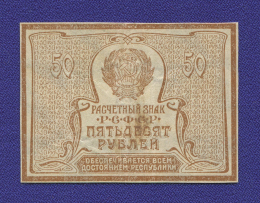 50 50
РАСЧЕТНЫЙ ЗНАК
•Р•С•Ф•С•Р•
ПЯТЬДЕСЯТ
РУБЛЕЙ
ОБЕСПЕЧИВАЕТСЯ ВСЕМ
ДОСТОЯНИЕМ РЕСПУБЛИКИ